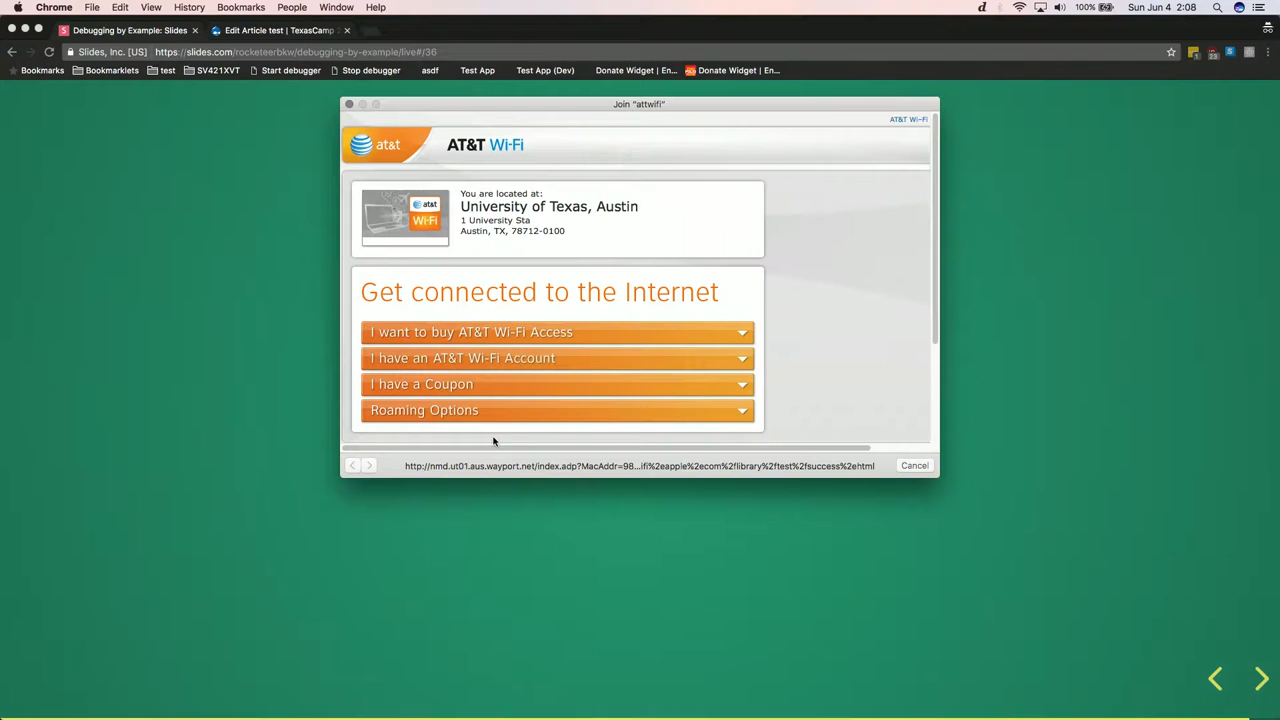 Chrome File Edit View History Bookmarks People Window Help
d 100% Sun Jun 4 2:08
Debugging by Example: Slides × Edit Article test | TexasCamp ×
Slides, Inc. [US] https://slides.com/rocketeerbkw/debugging-by-example/live#/36
Bookmarks Bookmarklets test SV421XVT Start debugger Stop debugger asdf Test App Test App (Dev) Donate Widget | En... Donate Widget | En...
Join “attwifi”
AT&T Wi-Fi
at&t AT&T Wi-Fi
You are located at:
University of Texas, Austin
1 University Sta
Austin, TX, 78712-0100
at&t
Wi-Fi
Get connected to the Internet
I want to buy AT&T Wi-Fi Access
I have an AT&T Wi-Fi Account
I have a Coupon
Roaming Options
http://nmd.ut01.aus.wayport.net/index.adp?MacAddr=98...ifi%2eapple%2ecom%2flibrary%2ftest%2fsuccess%2ehtml
Cancel